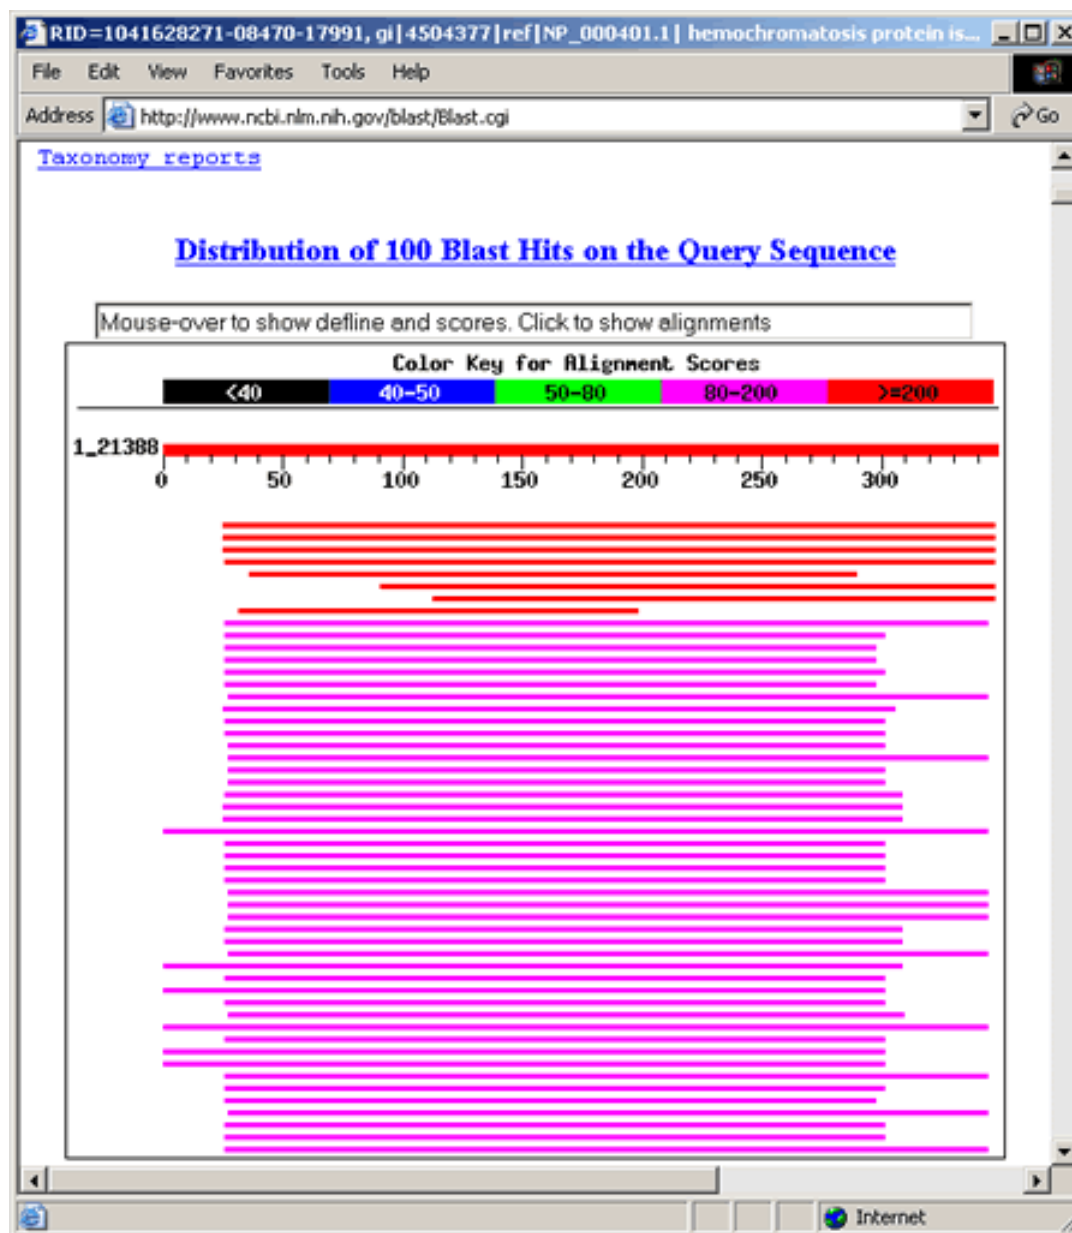 RID=1041628271-08470-17991, gi|4504377|ref|NP_000401.1| hemochromatosis protein is...
File Edit View Favorites Tools Help
Address http://www.ncbi.nlm.nih.gov/blast/Blast.cgi Go
Taxonomy reports
Distribution of 100 Blast Hits on the Query Sequence
Mouse-over to show defline and scores. Click to show alignments
Color Key for Alignment Scores
<40 40-50 50-80 80-200 >=200
1_21388
0 50 100 150 200 250 300
Internet